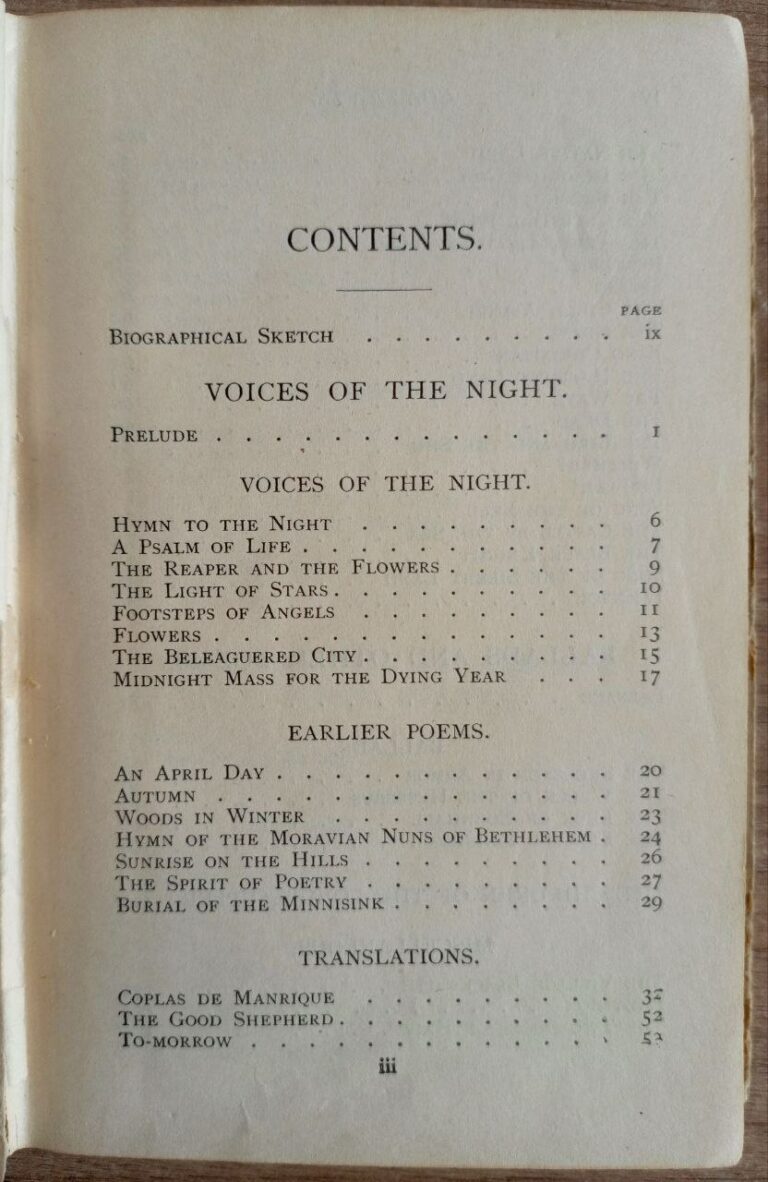 CONTENTS.
PAGE
BIOGRAPHICAL SKETCH . . . . . . . . . ix
VOICES OF THE NIGHT.
PRELUDE . . . . . . . . . . . . . . 1
VOICES OF THE NIGHT.
HYMN TO THE NIGHT . . . . . . . . . 6
A PSALM OF LIFE . . . . . . . . . . . 7
THE REAPER AND THE FLOWERS . . . . . . 9
THE LIGHT OF STARS . . . . . . . . . . 10
FOOTSTEPS OF ANGELS . . . . . . . . . 11
FLOWERS . . . . . . . . . . . . . . 13
THE BELEAGUERED CITY . . . . . . . . . 15
MIDNIGHT MASS FOR THE DYING YEAR . . . 17
EARLIER POEMS.
AN APRIL DAY . . . . . . . . . . . . 20
AUTUMN . . . . . . . . . . . . . . 21
WOODS IN WINTER . . . . . . . . . . 23
HYMN OF THE MORAVIAN NUNS OF BETHLEHEM . 24
SUNRISE ON THE HILLS . . . . . . . . . 26
THE SPIRIT OF POETRY . . . . . . . . . 27
BURIAL OF THE MINNISINK . . . . . . . . 29
TRANSLATIONS.
COPLAS DE MANRIQUE . . . . . . . . .
THE GOOD SHEPHERD . . . . . . . . . . 52
TO-MORROW . . . . . . . . . . . . .
iii